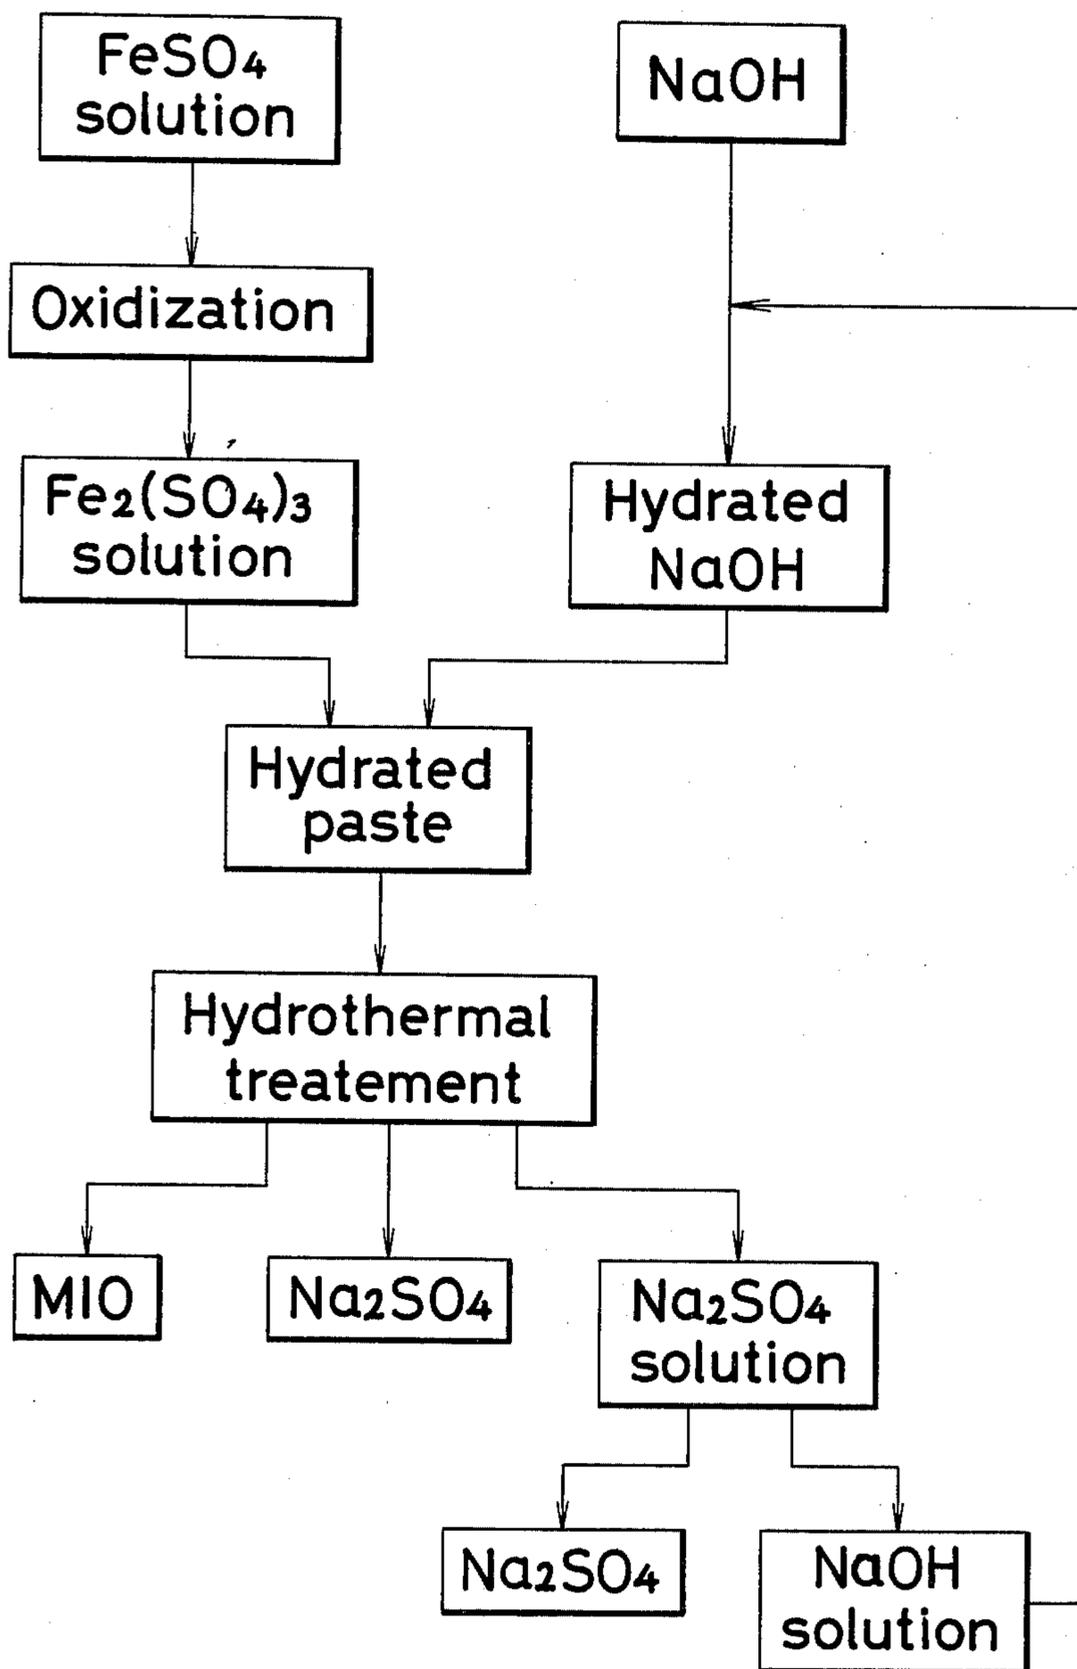 FeSO₄
solution
NaOH
Oxidization
Fe₂(SO₄)₃
solution
Hydrated
NaOH
Hydrated
paste
Hydrothermal
treatement
MIO
Na₂SO₄
Na₂SO₄
solution
Na₂SO₄
NaOH
solution